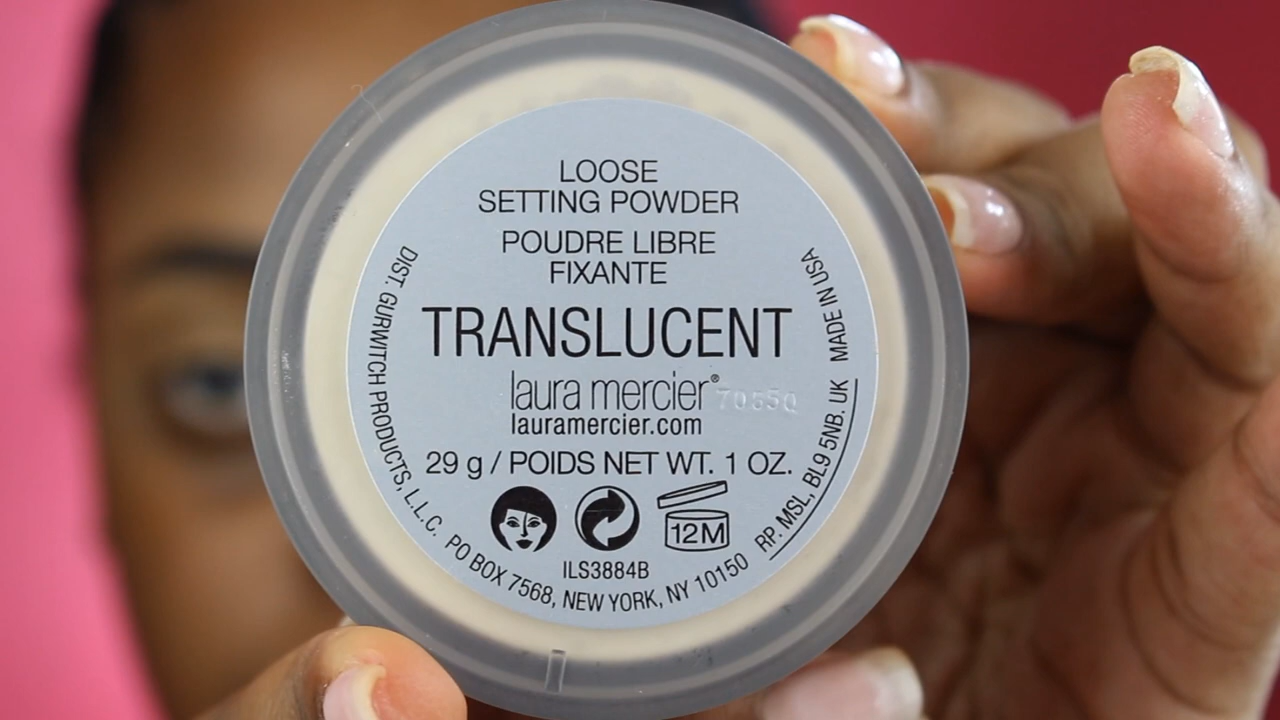 LOOSE
SETTING POWDER
POUDRE LIBRE
FIXANTE
TRANSLUCENT
laura mercier®
7055Q
lauramercier.com
29 g / POIDS NET WT. 1 OZ.
12M
ILS3884B
DIST. GURWITCH PRODUCTS, L.L.C. PO BOX 7568, NEW YORK, NY 10150 RP. MSL, BL9 5NB. UK MADE IN USA